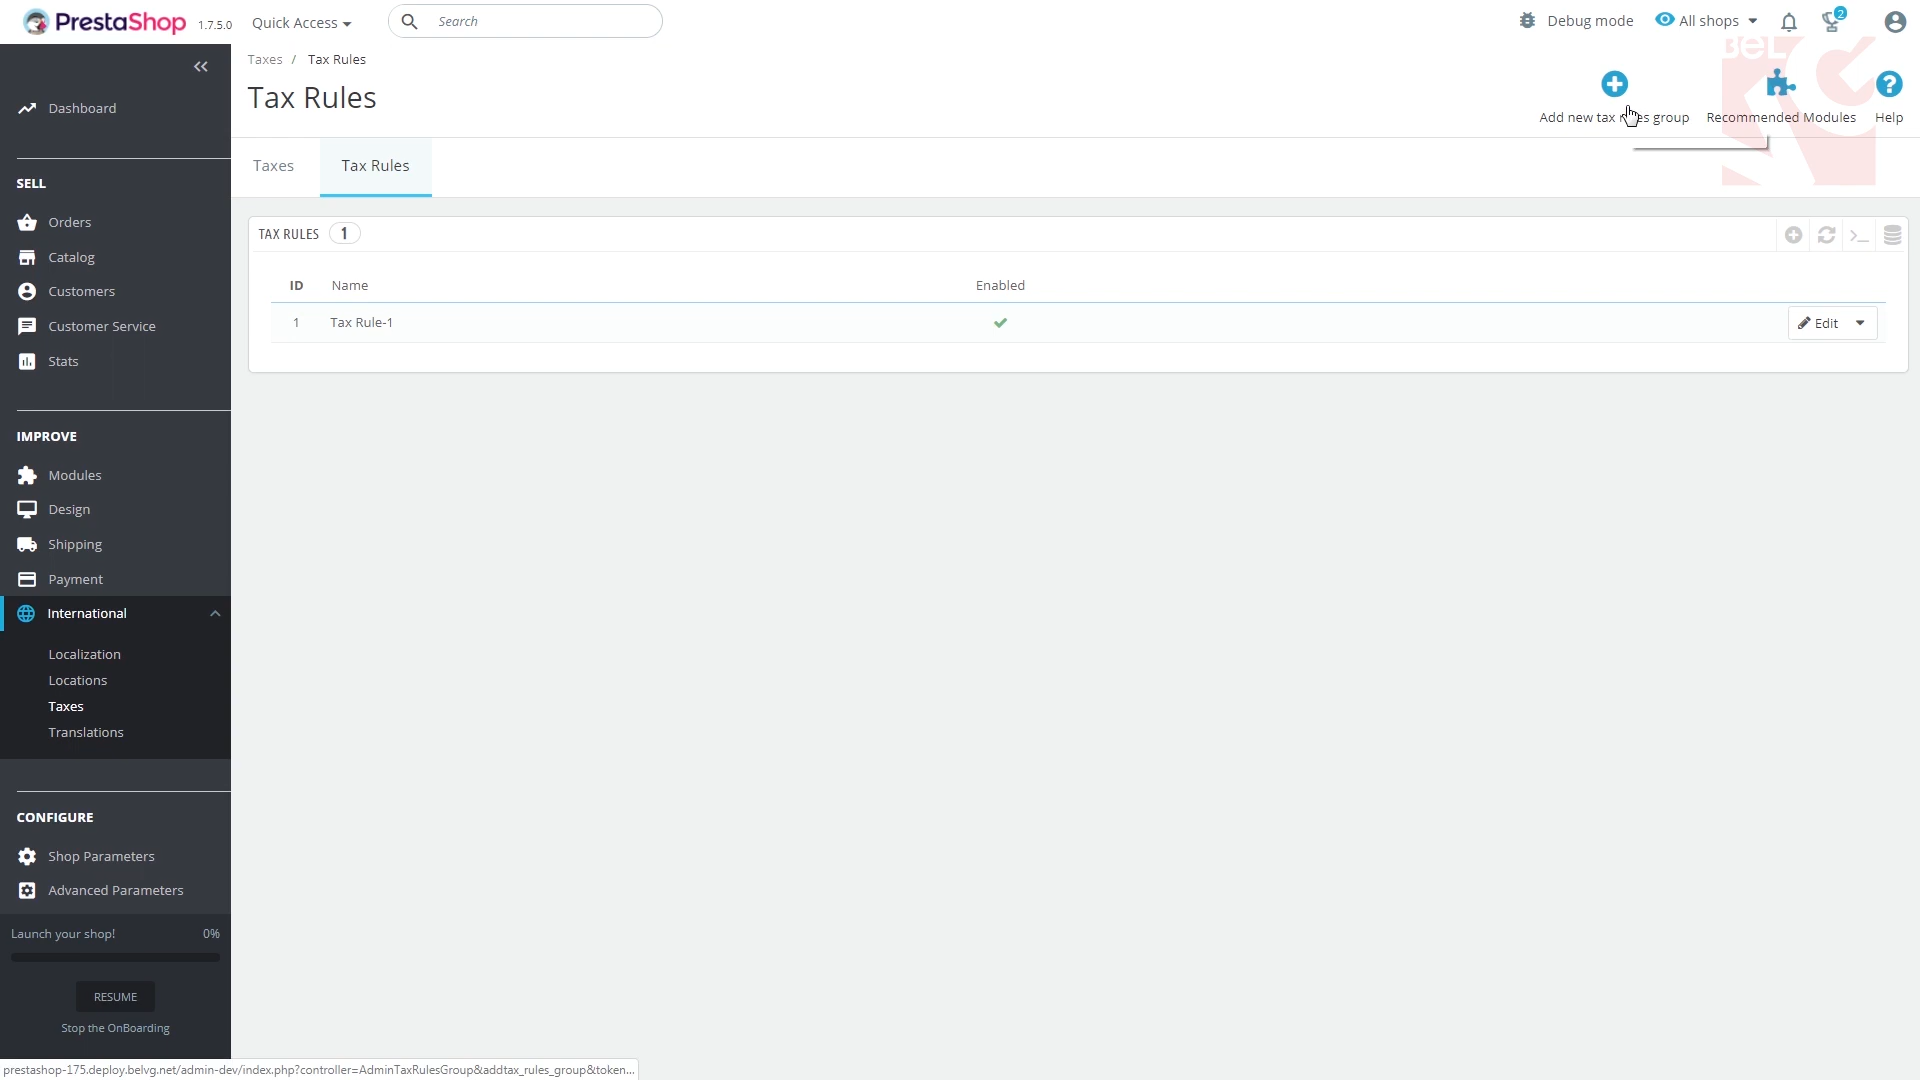 PrestaShop 1.7.5.0 Quick Access Search Debug mode All shops 2
Taxes / Tax Rules
Tax Rules
Add new tax rules group Recommended Modules Help
BeL
Taxes Tax Rules
TAX RULES 1
ID Name Enabled
1 Tax Rule-1 Edit
Dashboard
SELL
Orders
Catalog
Customers
Customer Service
Stats
IMPROVE
Modules
Design
Shipping
Payment
International
Localization
Locations
Taxes
Translations
CONFIGURE
Shop Parameters
Advanced Parameters
Launch your shop! 0%
RESUME
Stop the OnBoarding
prestashop-175.deploy.belvg.net/admin-dev/index.php?controller=AdminTaxRulesGroup&addtax_rules_group&token...